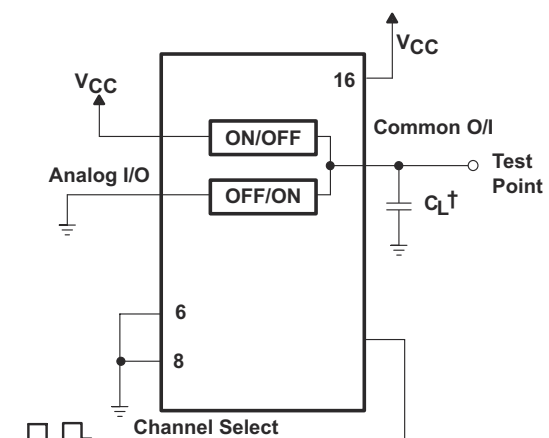 VCC
16
VCC
ON/OFF
Common O/I
Analog I/O
OFF/ON
Test
Point
CL†
6
8
Channel Select